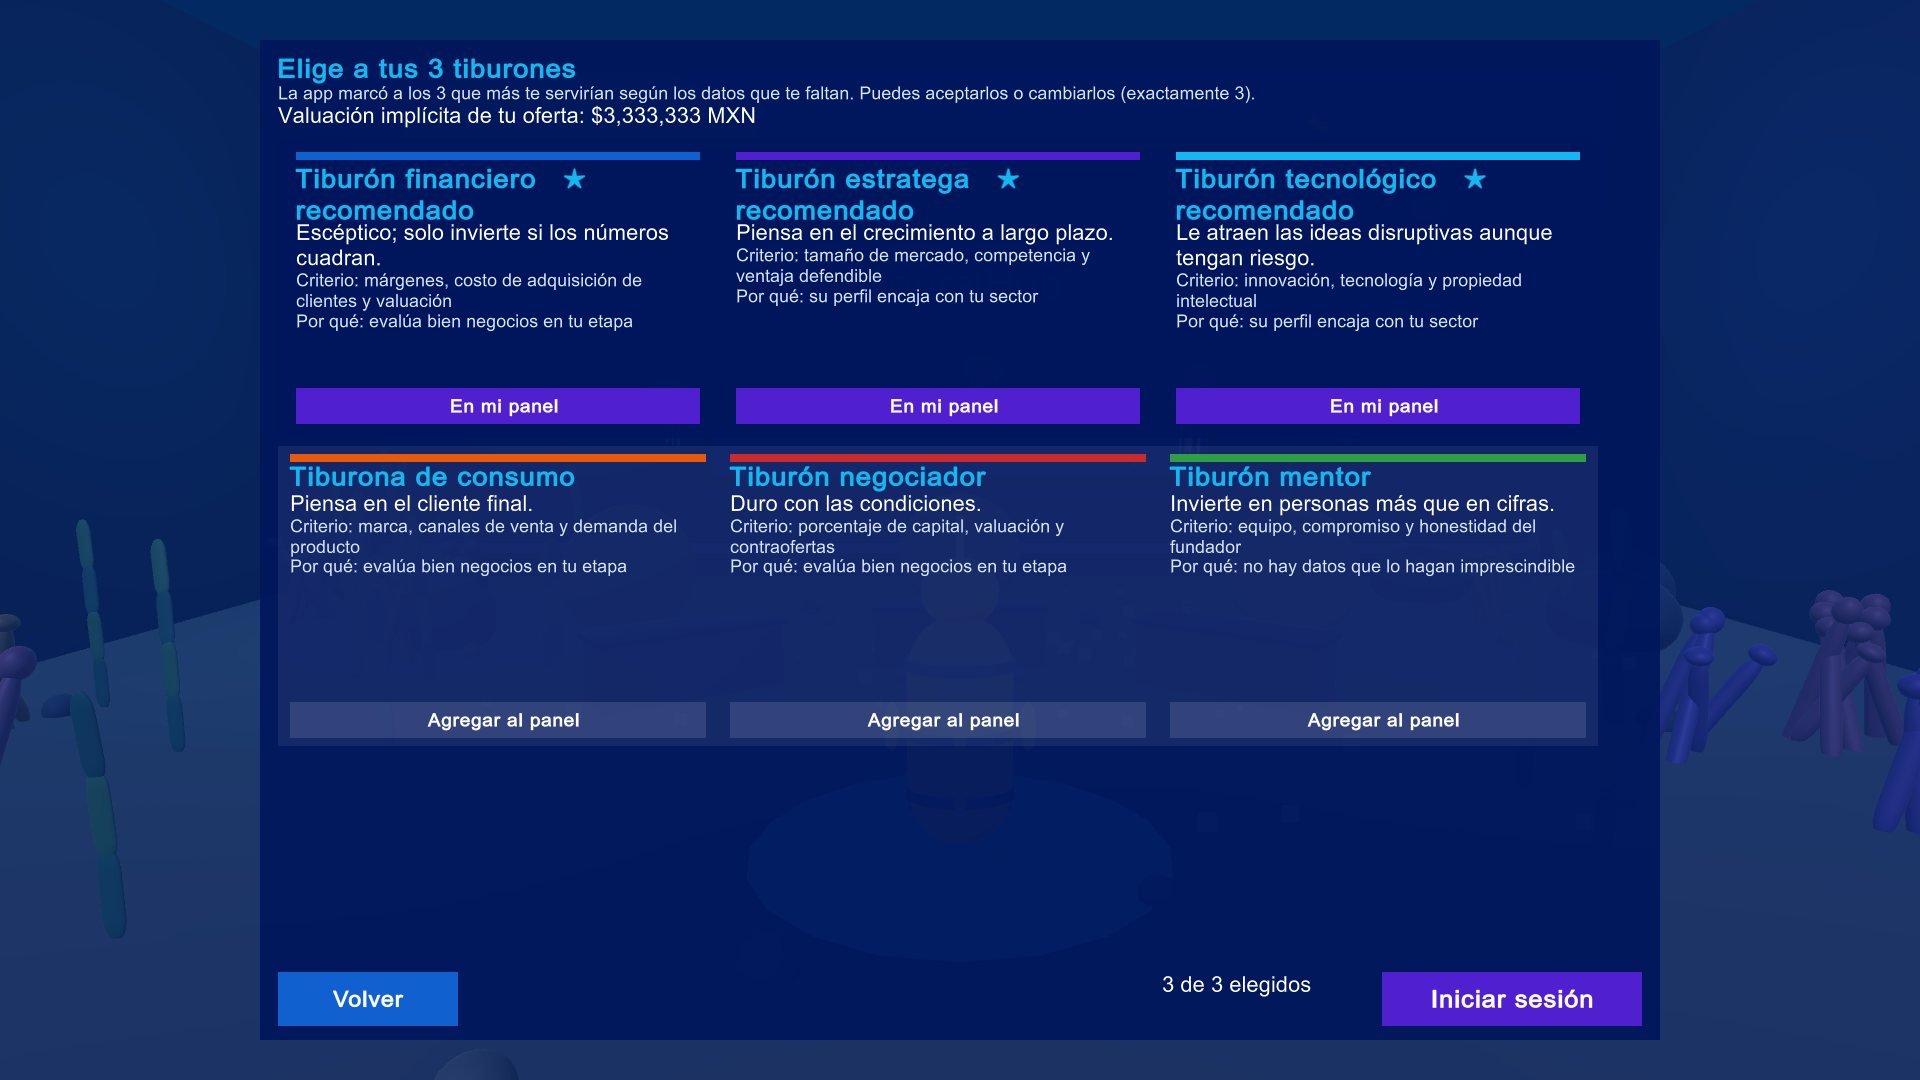 Elige a tus 3 tiburones
La app marcó a los 3 que más te servirían según los datos que te faltan. Puedes aceptarlos o cambiarlos (exactamente 3).
Valuación implícita de tu oferta: $3,333,333 MXN
Tiburón financiero ★
recomendado
Escéptico; solo invierte si los números
cuadran.
Criterio: márgenes, costo de adquisición de
clientes y valuación
Por qué: evalúa bien negocios en tu etapa
En mi panel
Tiburón estratega ★
recomendado
Piensa en el crecimiento a largo plazo.
Criterio: tamaño de mercado, competencia y
ventaja defendible
Por qué: su perfil encaja con tu sector
En mi panel
Tiburón tecnológico ★
recomendado
Le atraen las ideas disruptivas aunque
tengan riesgo.
Criterio: innovación, tecnología y propiedad
intelectual
Por qué: su perfil encaja con tu sector
En mi panel
Tiburona de consumo
Piensa en el cliente final.
Criterio: marca, canales de venta y demanda del
producto
Por qué: evalúa bien negocios en tu etapa
Agregar al panel
Tiburón negociador
Duro con las condiciones.
Criterio: porcentaje de capital, valuación y
contraofertas
Por qué: evalúa bien negocios en tu etapa
Agregar al panel
Tiburón mentor
Invierte en personas más que en cifras.
Criterio: equipo, compromiso y honestidad del
fundador
Por qué: no hay datos que lo hagan imprescindible
Agregar al panel
Volver
3 de 3 elegidos
Iniciar sesión